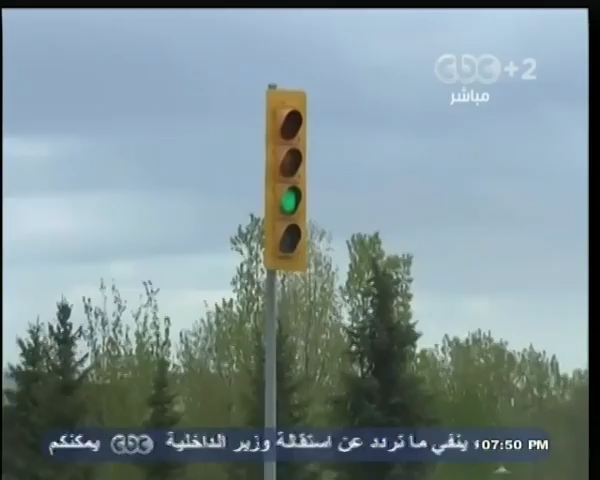 CBC +2
مباشر
ينفي ما تردد عن استقالة وزير الداخلية CBC يمكنكم
07:50 PM